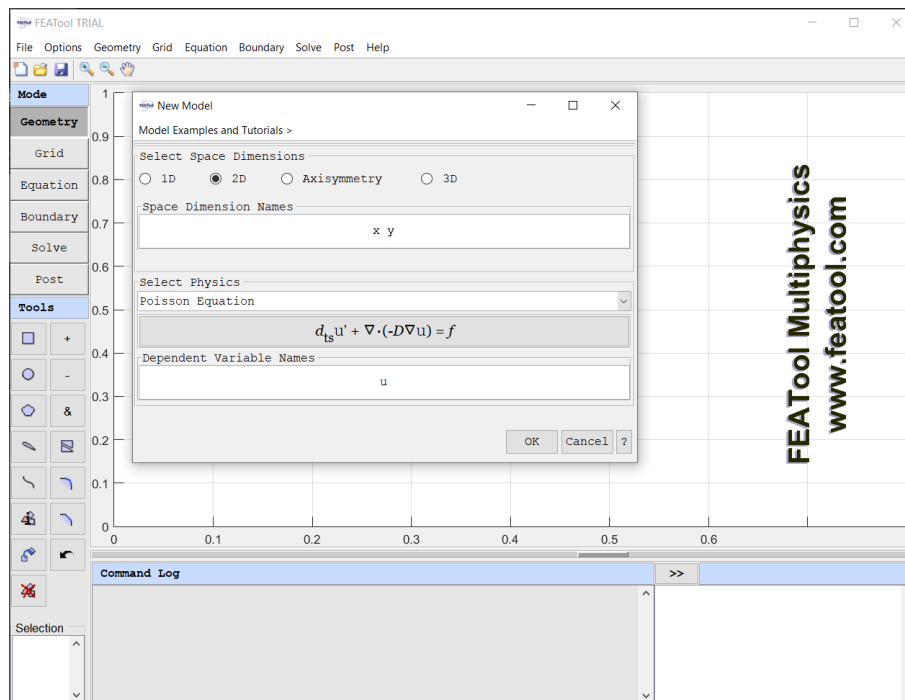 FEATool TRIAL
File Options Geometry Grid Equation Boundary Solve Post Help
Mode
Geometry
Grid
Equation
Boundary
Solve
Post
Tools
+
-
&
Selection
1
0.9
0.8
0.7
0.6
0.5
0.4
0.3
0.2
0.1
0
0 0.1 0.2 0.3 0.4 0.5 0.6
New Model
Model Examples and Tutorials >
Select Space Dimensions
1D 2D Axisymmetry 3D
Space Dimension Names
x y
Select Physics
Poisson Equation
d_ts u' + ∇·(-D∇u) = f
Dependent Variable Names
u
OK Cancel ?
FEATool Multiphysics
www.featool.com
Command Log
>>